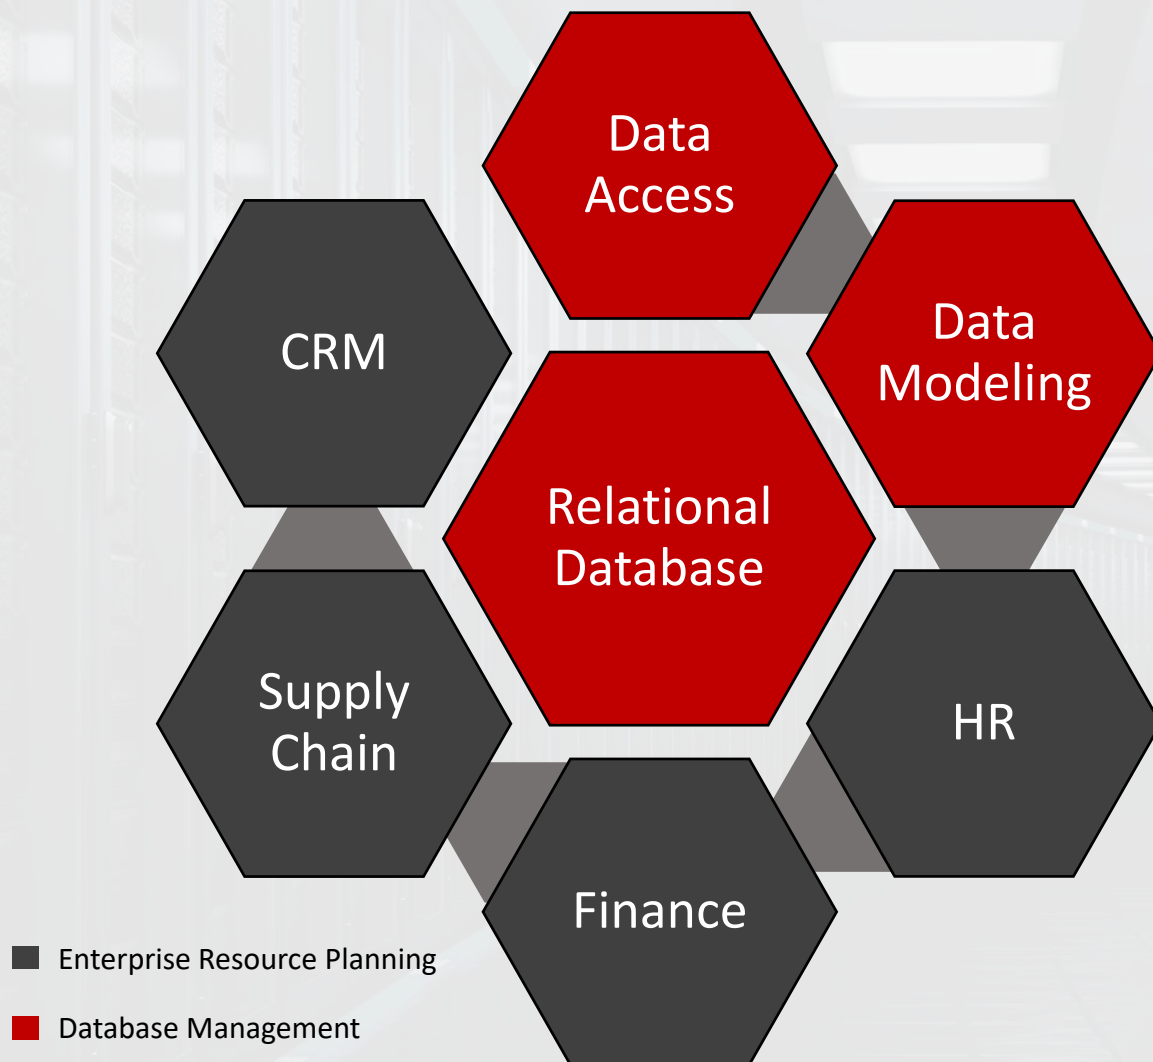 Data
Access
CRM
Data
Modeling
Relational
Database
Supply
Chain
HR
Finance
Enterprise Resource Planning
Database Management